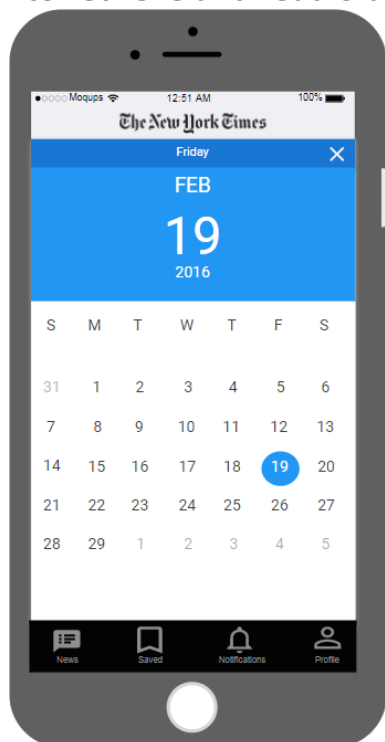 Moqups 12:51 AM 100%
The New York Times
Friday
FEB
19
2016
S M T W T F S
31 1 2 3 4 5 6
7 8 9 10 11 12 13
14 15 16 17 18 19 20
21 22 23 24 25 26 27
28 29 1 2 3 4 5
News Saved Notifications Profile